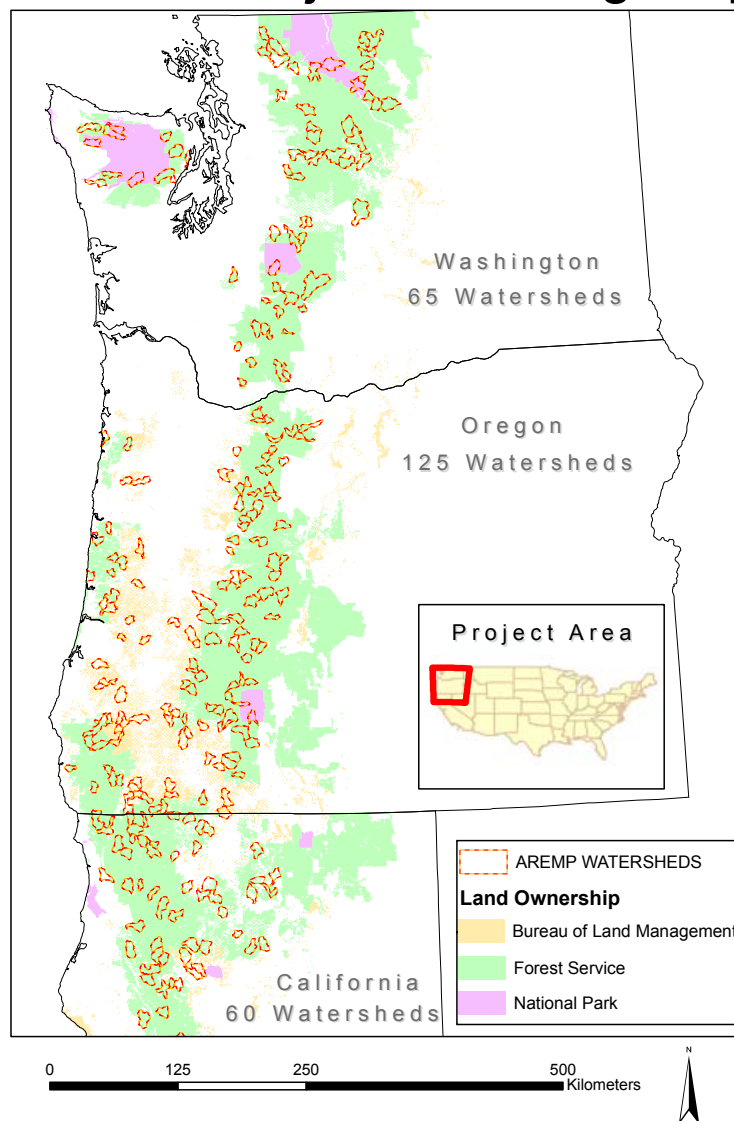 Washington
65 Watersheds
Oregon
125 Watersheds
Project Area
AREMP WATERSHEDS
Land Ownership
Bureau of Land Management
Forest Service
National Park
California
60 Watersheds
0 125 250 500
Kilometers
N